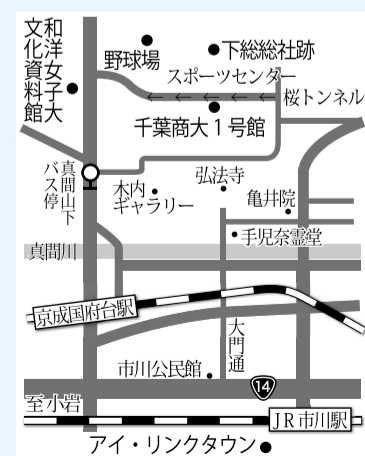 和洋女子大
文化資料館
野球場
下総総社跡
スポーツセンター
桜トンネル
千葉商大1号館
真間山下
バス停
木内
ギャラリー
弘法寺
亀井院
手児奈霊堂
真間川
京成国府台駅
大門通
市川公民館
14
至小岩
JR市川駅
アイ・リンクタウン